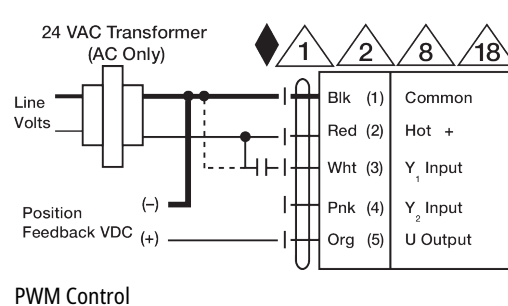 24 VAC Transformer
(AC Only)
1 2 8 18
Line
Volts
Blk (1) Common
Red (2) Hot +
Wht (3) Y1 Input
Pnk (4) Y2 Input
Org (5) U Output
(–)
Position
Feedback VDC (+)
PWM Control